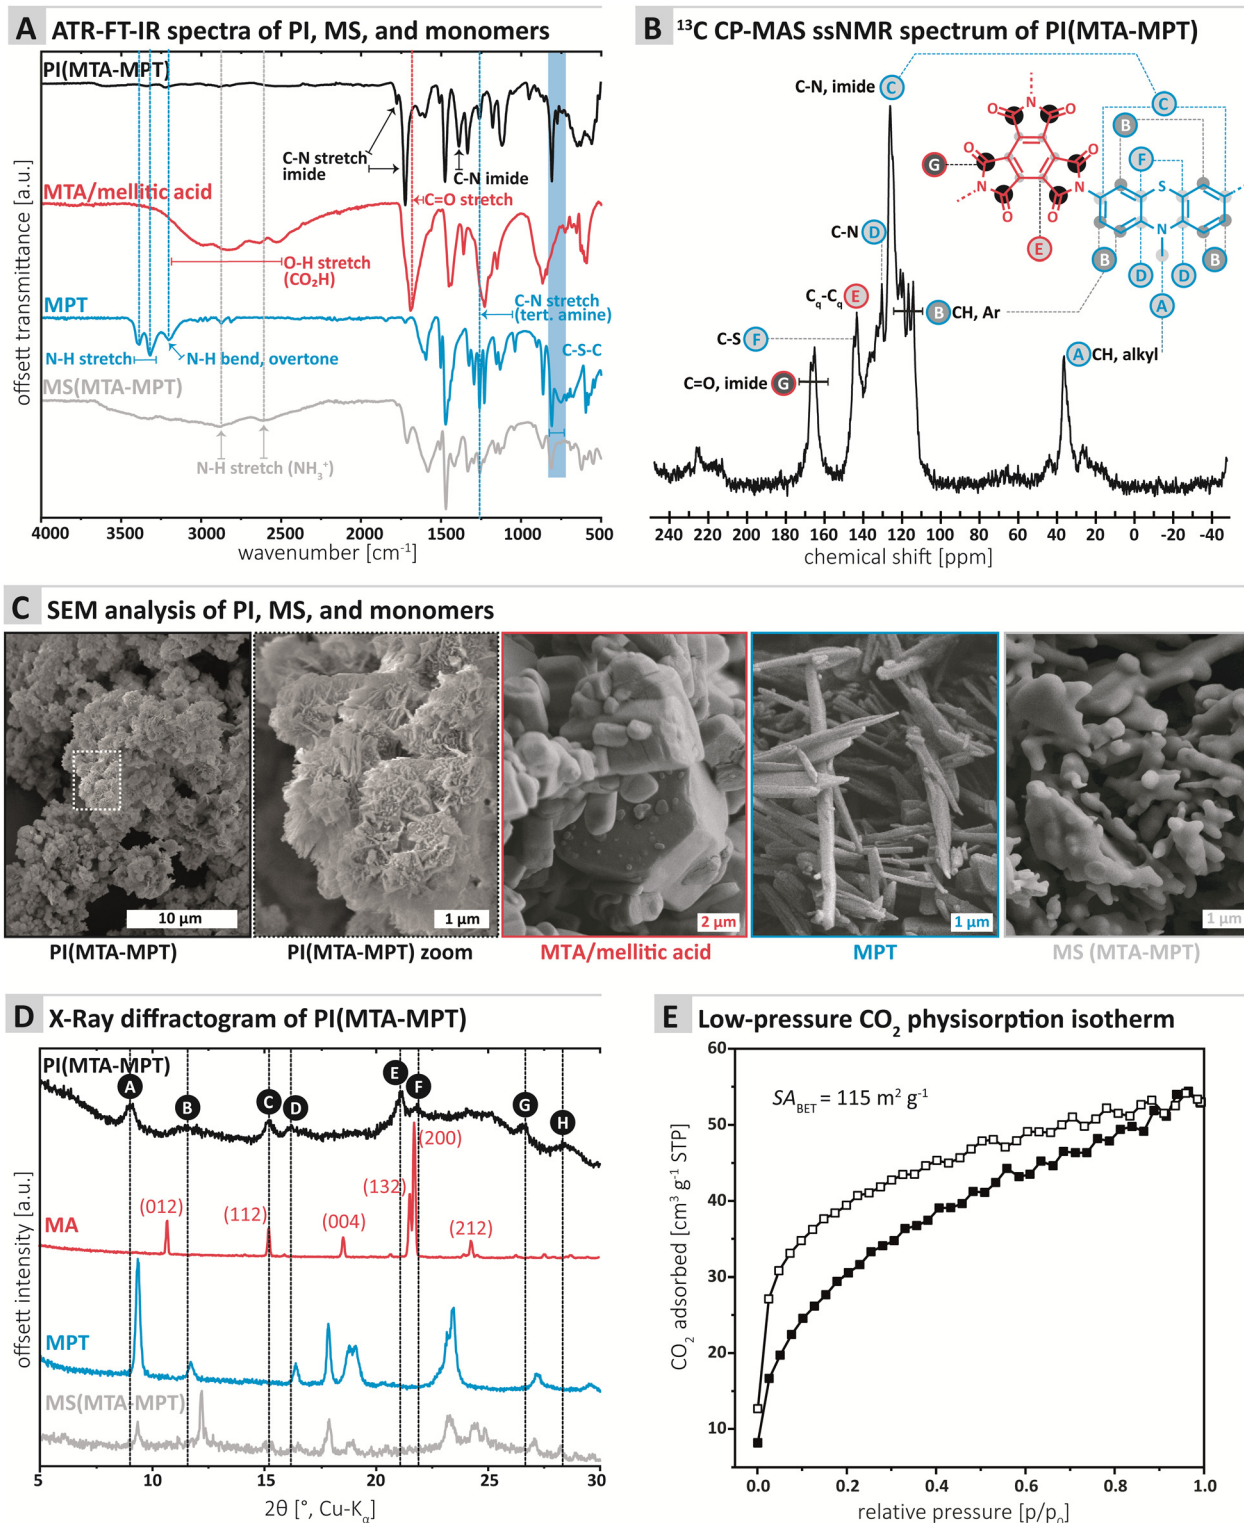 A ATR-FT-IR spectra of PI, MS, and monomers
PI(MTA-MPT)
C-N stretch
imide
C-N imide
MTA/mellitic acid
C=O stretch
O-H stretch
(CO₂H)
MPT
C-N stretch
(tert. amine)
N-H stretch
N-H bend, overtone
C-S-C
MS(MTA-MPT)
N-H stretch (NH₃⁺)
offsett transmittance [a.u.]
4000 3500 3000 2500 2000 1500 1000 500
wavenumber [cm⁻¹]
B ¹³C CP-MAS ssNMR spectrum of PI(MTA-MPT)
C-N, imide C
C
B
F
G
E
B
B
D
D
A
O
O
N
O
O
N
N
O
O
S
N
C-N D
C_q-C_q E
B CH, Ar
C-S F
A CH, alkyl
C=O, imide G
240 220 200 180 160 140 120 100 80 60 40 20 0 -20 -40
chemical shift [ppm]
C SEM analysis of PI, MS, and monomers
10 µm
1 µm
2 µm
1 µm
1 µm
PI(MTA-MPT)
PI(MTA-MPT) zoom
MTA/mellitic acid
MPT
MS (MTA-MPT)
D X-Ray diffractogram of PI(MTA-MPT)
PI(MTA-MPT)
A
B
C
D
E
F
G
H
(200)
(132)
(012)
(112)
(004)
(212)
MA
MPT
MS(MTA-MPT)
offsett intensity [a.u.]
5 10 15 20 25 30
2θ [°, Cu-K_α]
E Low-pressure CO₂ physisorption isotherm
SA_BET = 115 m² g⁻¹
CO₂ adsorbed [cm³ g⁻¹ STP]
60
50
40
30
20
10
0.0 0.2 0.4 0.6 0.8 1.0
relative pressure [p/p₀]